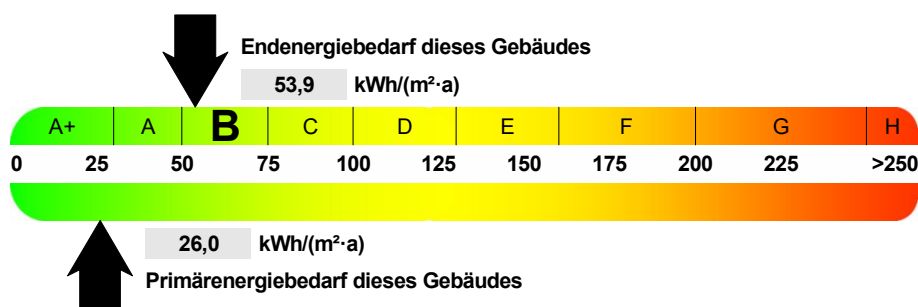 Endenergiebedarf dieses Gebäudes
53,9 kWh/(m²·a)
A+ A B C D E F G H
0 25 50 75 100 125 150 175 200 225 >250
26,0 kWh/(m²·a)
Primärenergiebedarf dieses Gebäudes